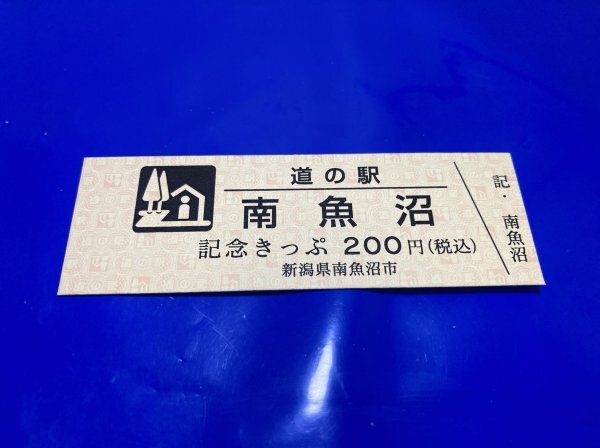 道の駅
南魚沼
記念きっぷ 200円(税込)
新潟県南魚沼市
記・南魚沼